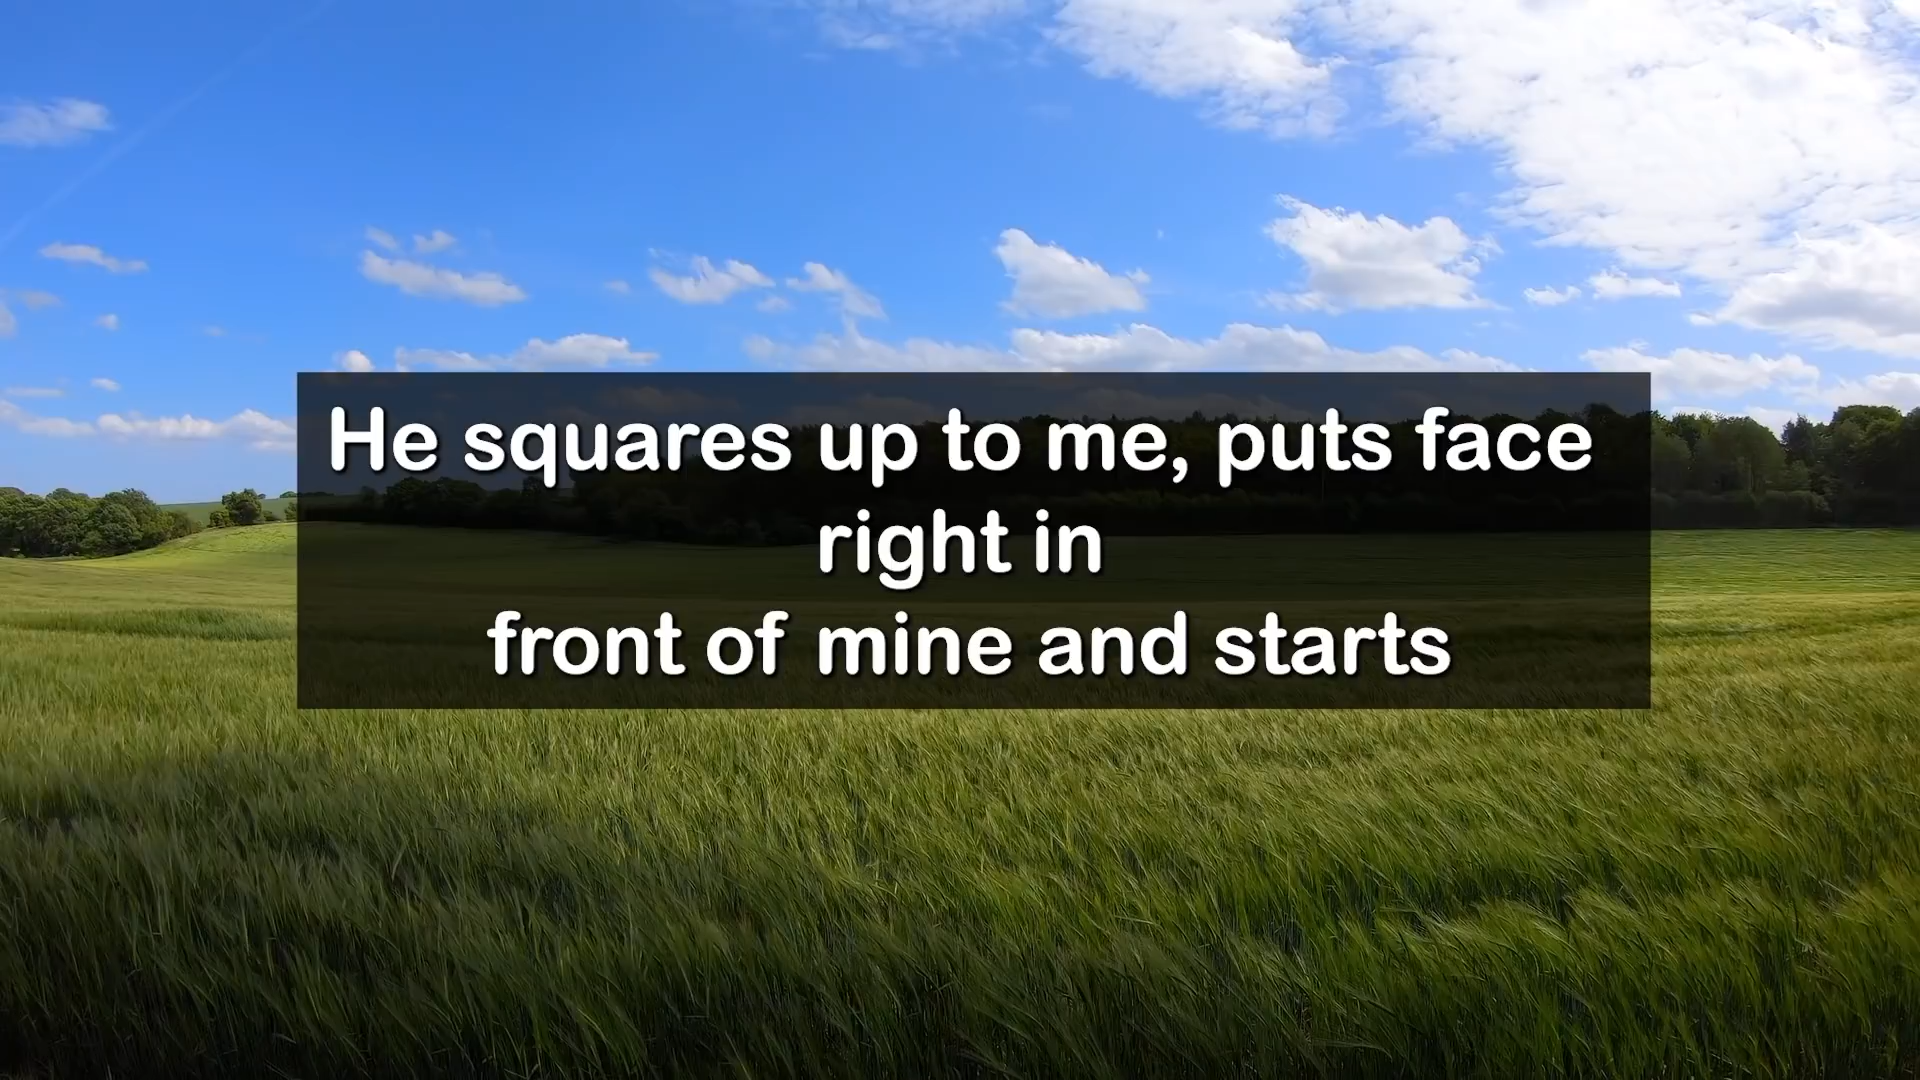 He squares up to me, puts face
right in
front of mine and starts